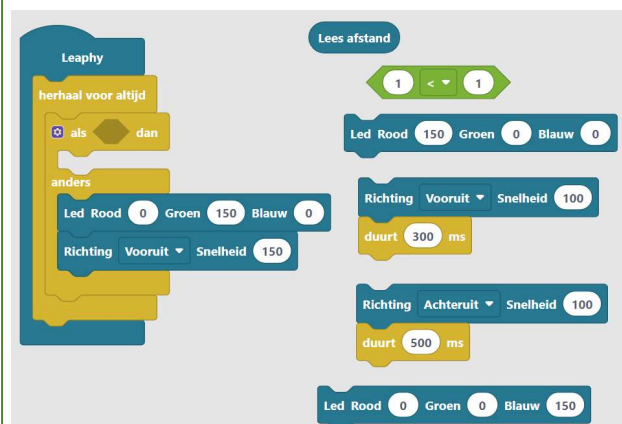 Leaphy
herhaal voor altijd
als dan
anders
Led Rood 0 Groen 150 Blauw 0
Richting Vooruit Snelheid 150
Lees afstand
1 < 1
Led Rood 150 Groen 0 Blauw 0
Richting Vooruit Snelheid 100
duurt 300 ms
Richting Achteruit Snelheid 100
duurt 500 ms
Led Rood 0 Groen 0 Blauw 150